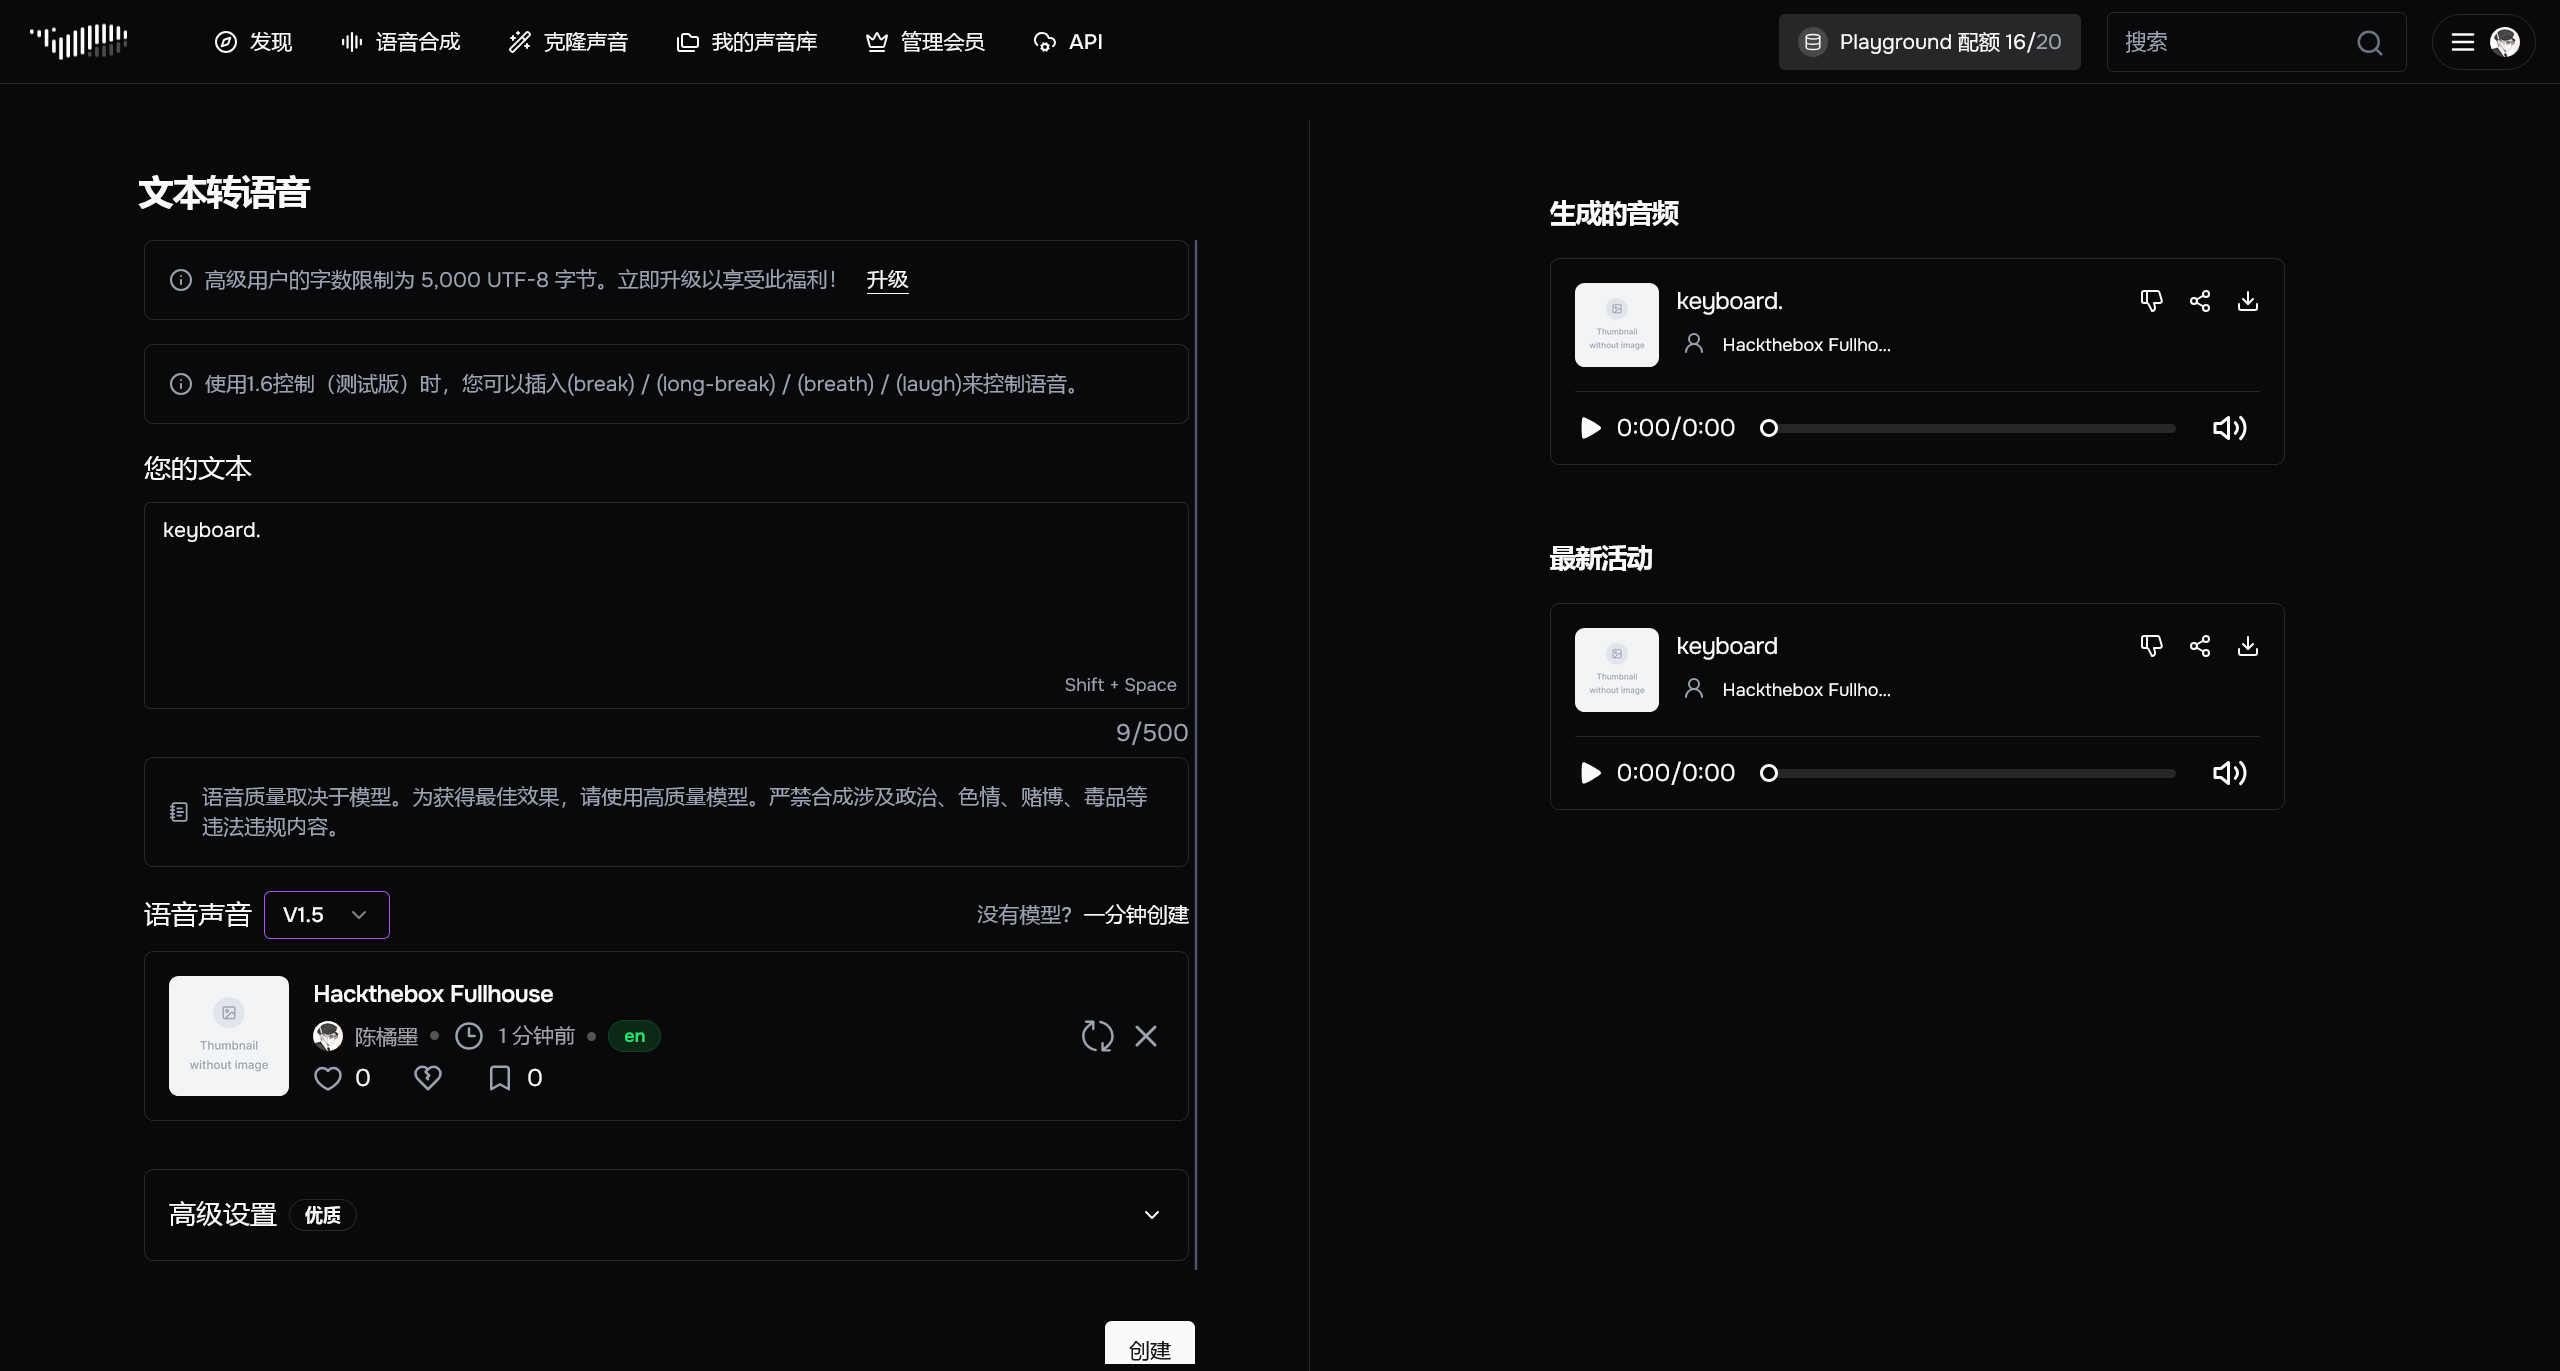 发现
语音合成
克隆声音
我的声音库
管理会员
API
Playground 配额 16/20
搜索
文本转语音
高级用户的字数限制为 5,000 UTF-8 字节。立即升级以享受此福利！ 升级
使用1.6控制（测试版）时，您可以插入(break) / (long-break) / (breath) / (laugh)来控制语音。
您的文本
keyboard.
Shift + Space
9/500
语音质量取决于模型。为获得最佳效果，请使用高质量模型。严禁合成涉及政治、色情、赌博、毒品等
违法违规内容。
语音声音
V1.5
没有模型？ 一分钟创建
Thumbnail
without image
Hackthebox Fullhouse
陈橘墨
1 分钟前
en
0
0
高级设置
优质
创建
生成的音频
Thumbnail
without image
keyboard.
Hackthebox Fullho...
0:00/0:00
最新活动
Thumbnail
without image
keyboard
Hackthebox Fullho...
0:00/0:00